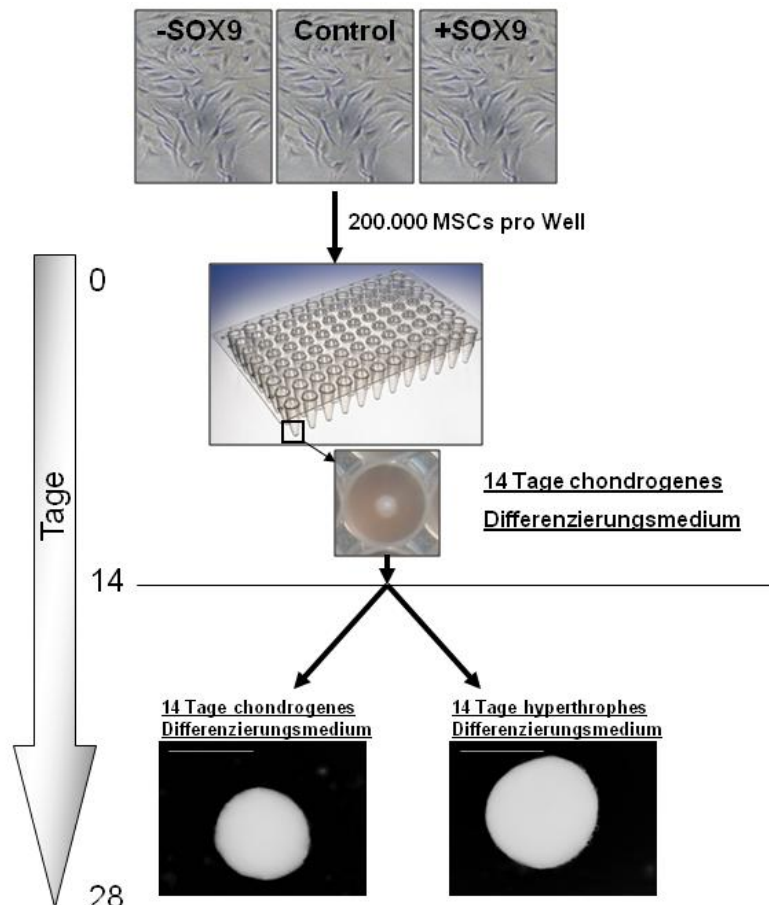 -SOX9 Control +SOX9
200.000 MSCs pro Well
0
Tage
14 Tage chondrogenes
Differenzierungsmedium
14
14 Tage chondrogenes
Differenzierungsmedium
14 Tage hyperthrophes
Differenzierungsmedium
28